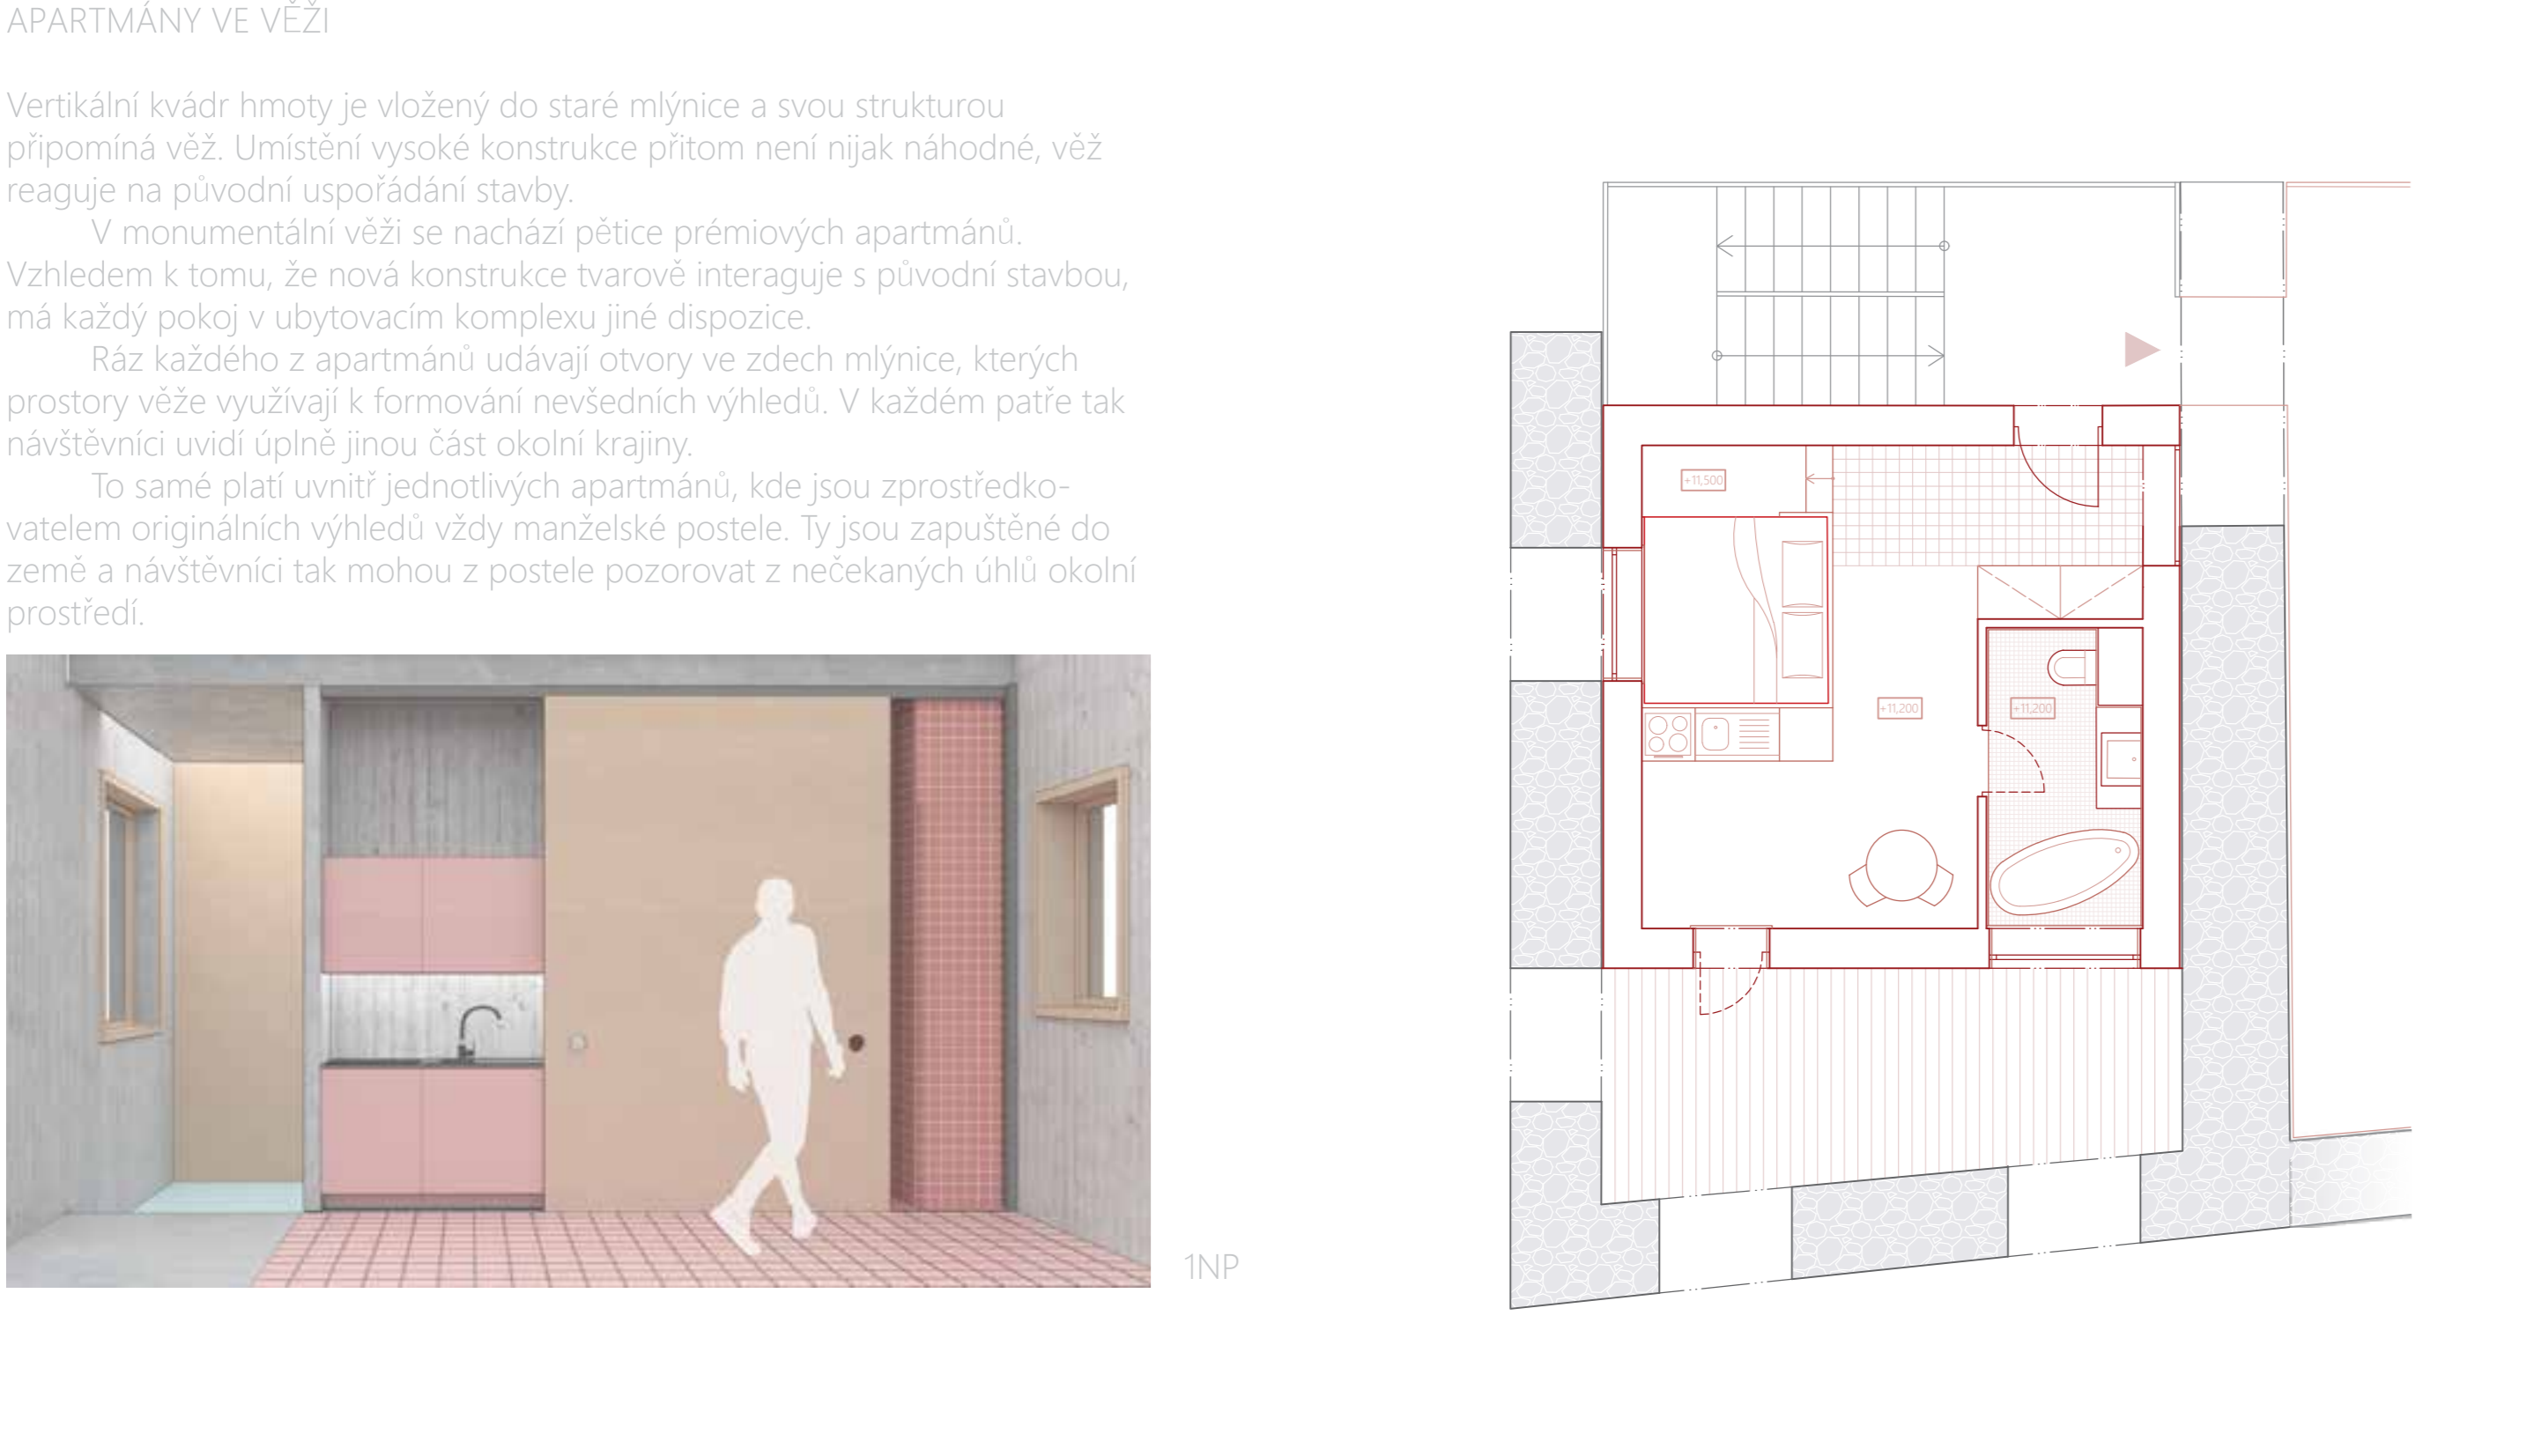 APARTMÁNY VE VĚŽI
Vertikální kvádr hmoty je vložený do staré mlýnice a svou strukturou
připomíná věž. Umístění vysoké konstrukce přitom není nijak náhodné, věž
reaguje na původní uspořádání stavby.
V monumentální věži se nachází pětice prémiových apartmánů.
Vzhledem k tomu, že nová konstrukce tvarově interaguje s původní stavbou,
má každý pokoj v ubytovacím komplexu jiné dispozice.
Ráz každého z apartmánů udávají otvory ve zdech mlýnice, kterých
prostory věže využívají k formování nevšedních výhledů. V každém patře tak
návštěvníci uvidí úplně jinou část okolní krajiny.
To samé platí uvnitř jednotlivých apartmánů, kde jsou zprostředko-
vatelem originálních výhledů vždy manželské postele. Ty jsou zapuštěné do
země a návštěvníci tak mohou z postele pozorovat z nečekaných úhlů okolní
prostředí.
1NP
+11,500
+11,200
+11,200